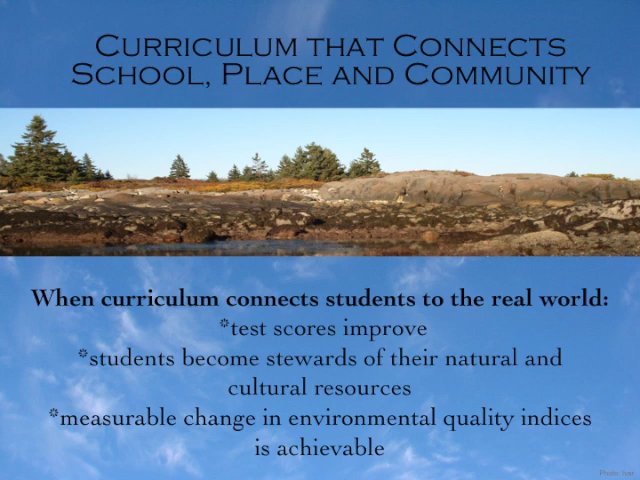 Curriculum that Connects
School, Place and Community
When curriculum connects students to the real world:
*test scores improve
*students become stewards of their natural and
cultural resources
*measurable change in environmental quality indices
is achievable